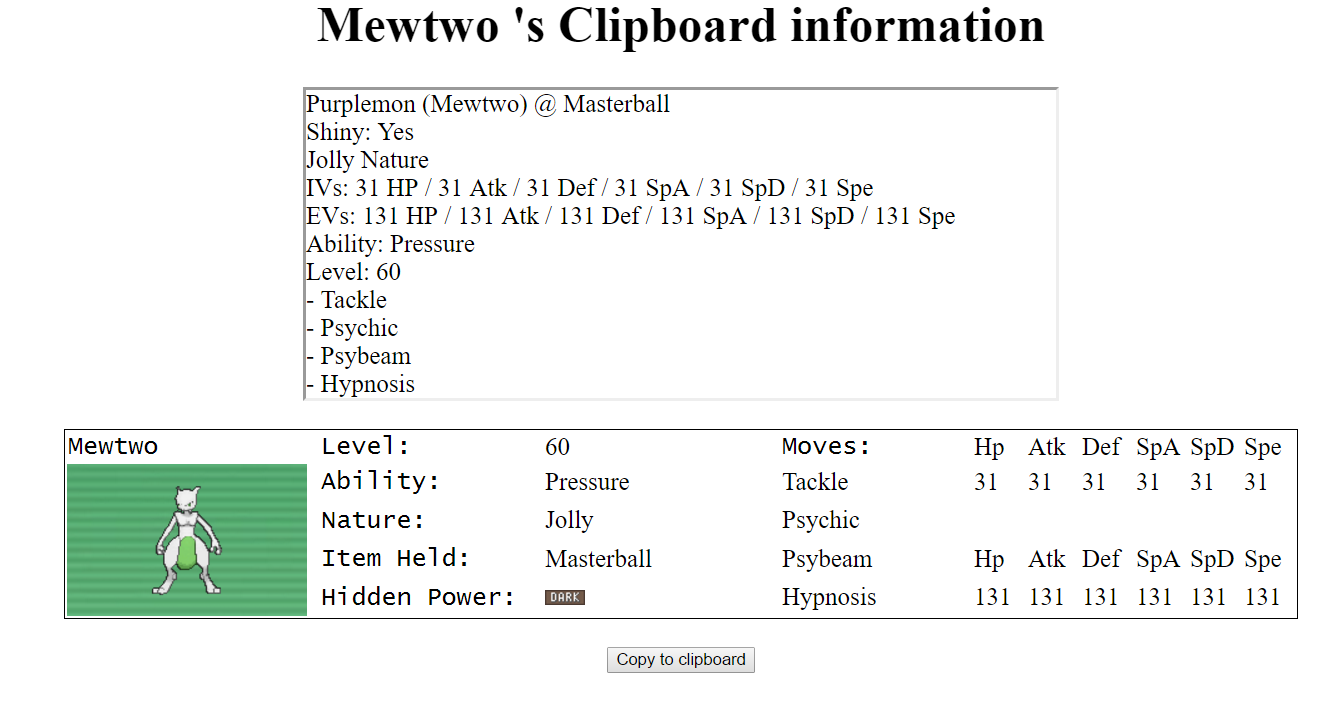 Mewtwo 's Clipboard information
Purplemon (Mewtwo) @ Masterball
Shiny: Yes
Jolly Nature
IVs: 31 HP / 31 Atk / 31 Def / 31 SpA / 31 SpD / 31 Spe
EVs: 131 HP / 131 Atk / 131 Def / 131 SpA / 131 SpD / 131 Spe
Ability: Pressure
Level: 60
- Tackle
- Psychic
- Psybeam
- Hypnosis
Mewtwo Level: 60 Moves: Hp Atk Def SpA SpD Spe
Ability: Pressure Tackle 31 31 31 31 31 31
Nature: Jolly Psychic
Item Held: Masterball Psybeam Hp Atk Def SpA SpD Spe
Hidden Power: DARK Hypnosis 131 131 131 131 131 131
Copy to clipboard